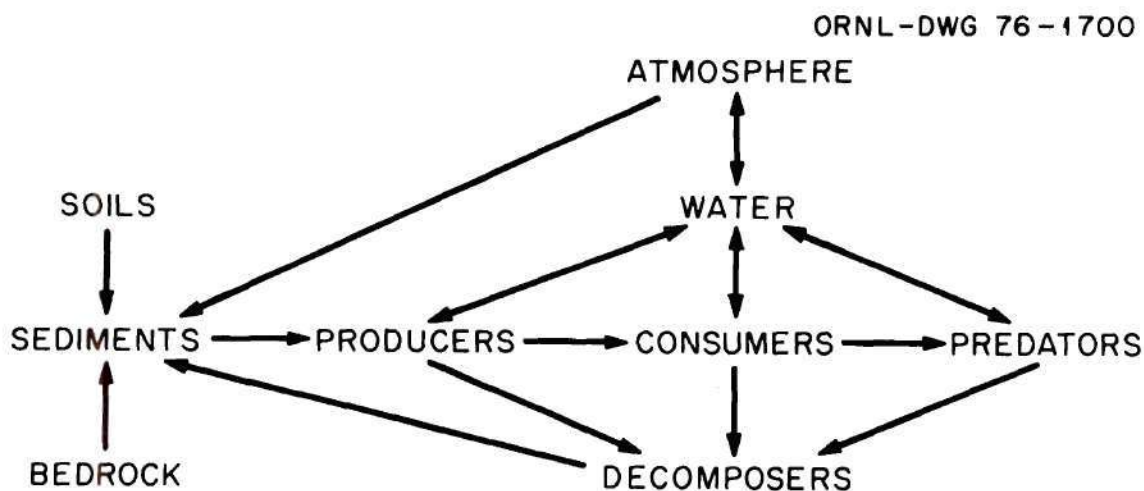 ORNL-DWG 76-1700
ATMOSPHERE
SOILS
WATER
SEDIMENTS PRODUCERS CONSUMERS PREDATORS
BEDROCK
DECOMPOSERS